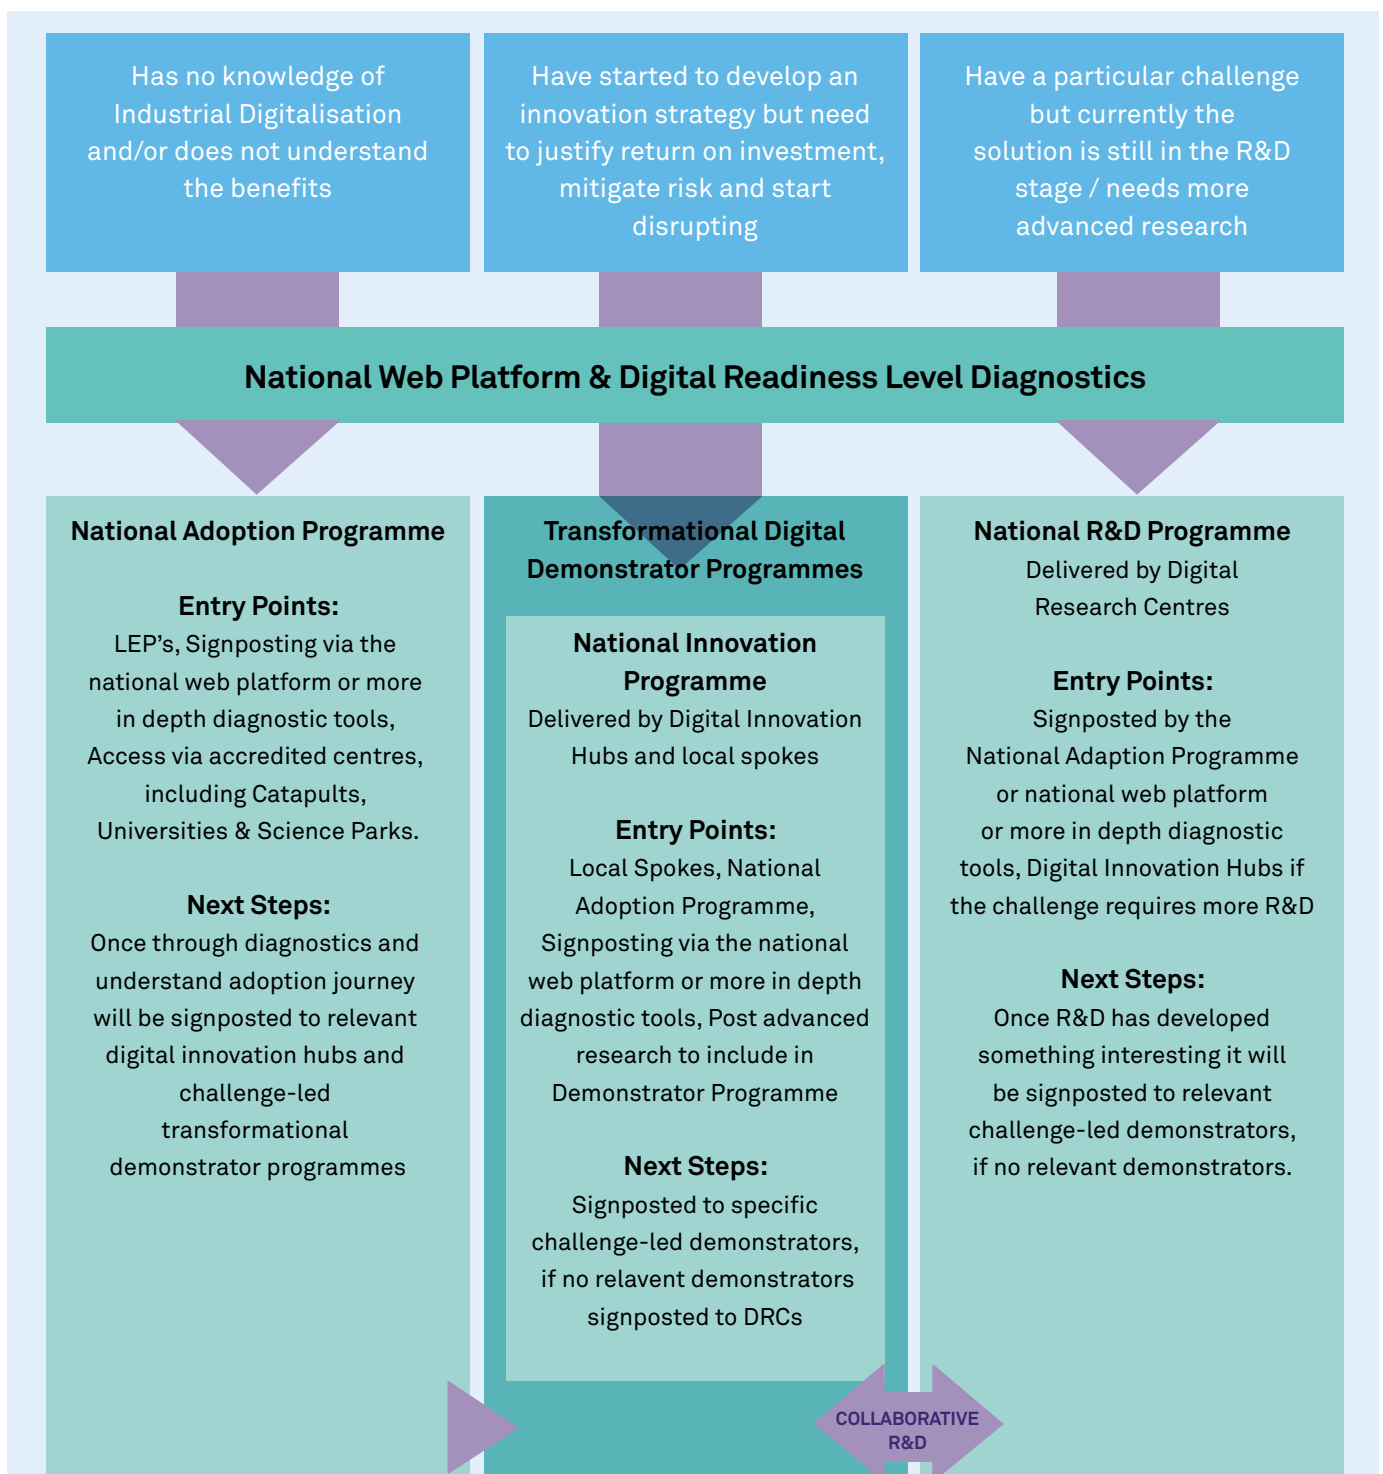 Has no knowledge of
Industrial Digitalisation
and/or does not understand
the benefits
Have started to develop an
innovation strategy but need
to justify return on investment,
mitigate risk and start
disrupting
Have a particular challenge
but currently the
solution is still in the R&D
stage / needs more
advanced research
National Web Platform & Digital Readiness Level Diagnostics
National Adoption Programme
Entry Points:
LEP's, Signposting via the
national web platform or more
in depth diagnostic tools,
Access via accredited centres,
including Catapults,
Universities & Science Parks.
Next Steps:
Once through diagnostics and
understand adoption journey
will be signposted to relevant
digital innovation hubs and
challenge-led
transformational
demonstrator programmes
Transformational Digital
Demonstrator Programmes
National Innovation
Programme
Delivered by Digital Innovation
Hubs and local spokes
Entry Points:
Local Spokes, National
Adoption Programme,
Signposting via the national
web platform or more in depth
diagnostic tools, Post advanced
research to include in
Demonstrator Programme
Next Steps:
Signposted to specific
challenge-led demonstrators,
if no relavent demonstrators
signposted to DRCs
National R&D Programme
Delivered by Digital
Research Centres
Entry Points:
Signposted by the
National Adaption Programme
or national web platform
or more in depth diagnostic
tools, Digital Innovation Hubs if
the challenge requires more R&D
Next Steps:
Once R&D has developed
something interesting it will
be signposted to relevant
challenge-led demonstrators,
if no relevant demonstrators.
COLLABORATIVE
R&D